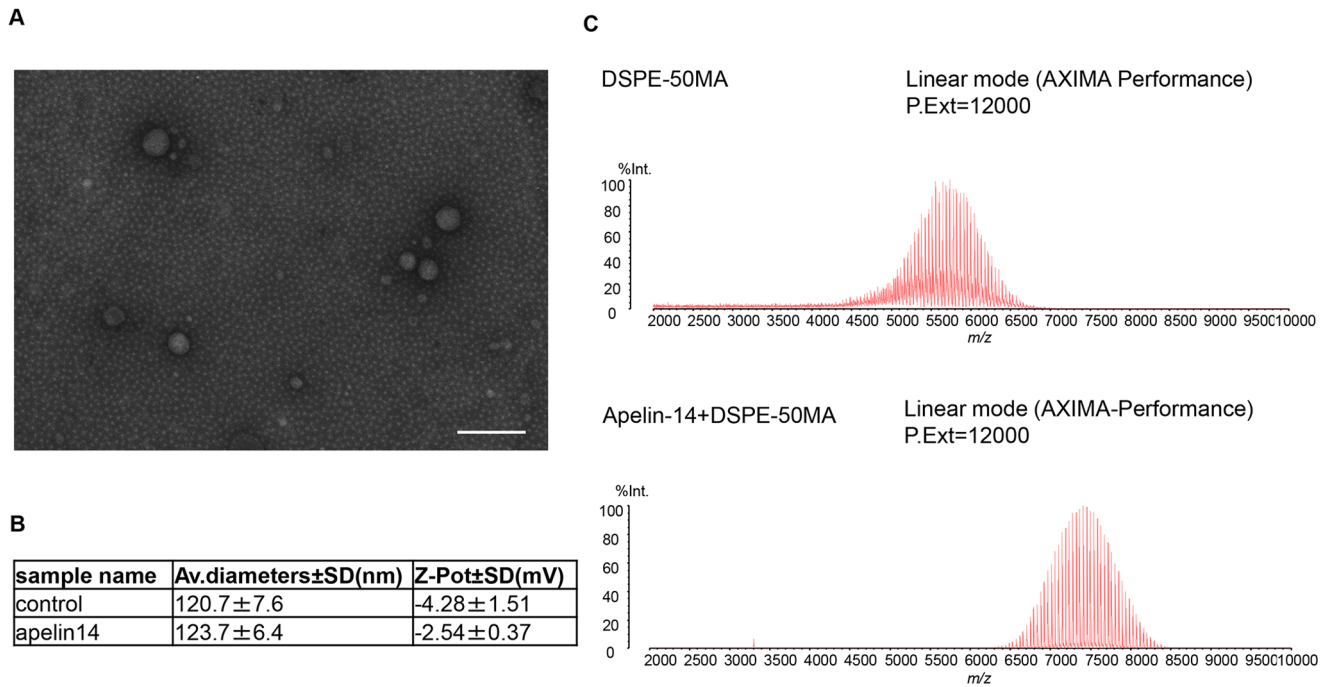 A
B
sample name Av.diameters±SD(nm) Z-Pot±SD(mV)
control 120.7±7.6 -4.28±1.51
apelin14 123.7±6.4 -2.54±0.37
C
DSPE-50MA Linear mode (AXIMA Performance)
P.Ext=12000
%Int.
100
80
60
40
20
0
2000 2500 3000 3500 4000 4500 5000 5500 6000 6500 7000 7500 8000 8500 9000 9500 10000
m/z
Apelin-14+DSPE-50MA Linear mode (AXIMA-Performance)
P.Ext=12000
%Int.
100
80
60
40
20
0
2000 2500 3000 3500 4000 4500 5000 5500 6000 6500 7000 7500 8000 8500 9000 9500 10000
m/z